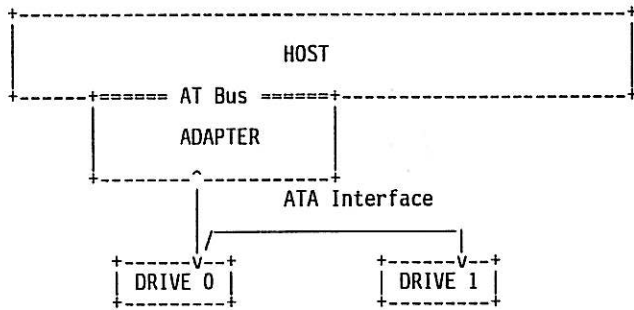 HOST
AT Bus
ADAPTER
ATA Interface
DRIVE 0
DRIVE 1